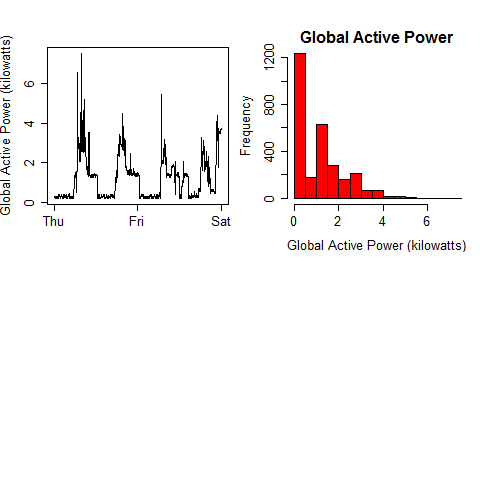 Global Active Power (kilowatts)
6
4
2
0
Thu Fri Sat
Global Active Power
Frequency
1200
800
400
0
0 2 4 6
Global Active Power (kilowatts)